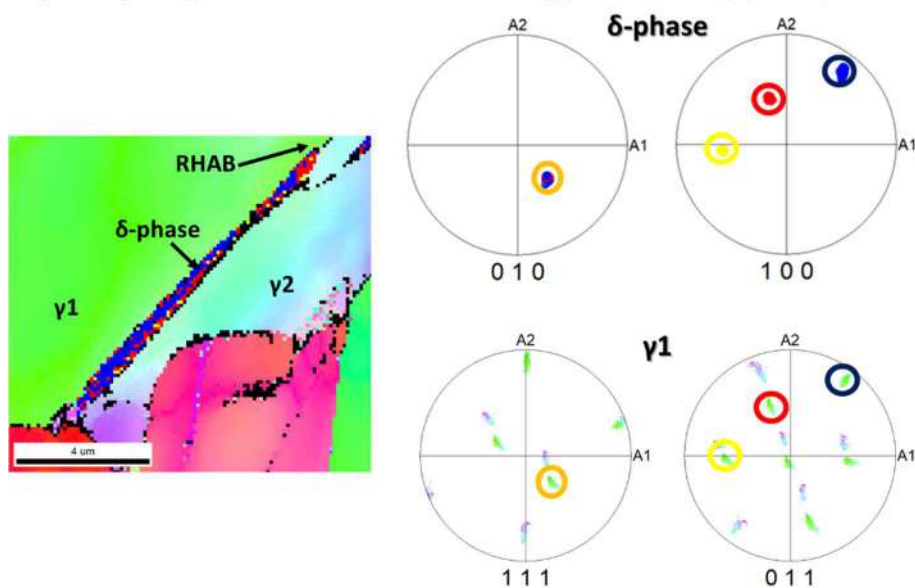 RHAB
δ-phase
γ1
γ2
4 um
δ-phase
A2
A1
0 1 0
A2
A1
1 0 0
γ1
A2
A1
1 1 1
A2
A1
0 1 1